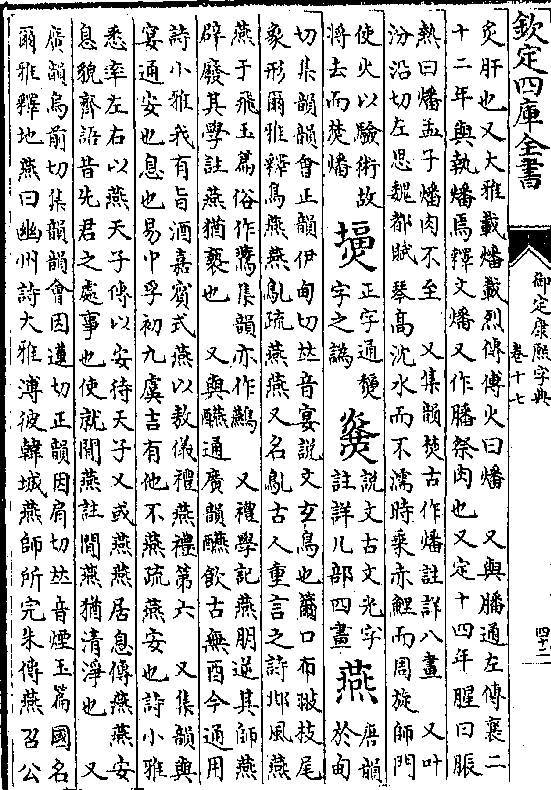 欽定四庫全書
御定康熙字典
卷十七
四十二
炙肝也又大雅載燔載烈傳傅火曰燔　又與膰通左傳襄二
十二年與執燔焉釋文燔又作膰祭肉也又定十四年腥曰脤
熱曰燔孟子燔肉不至　又集韻焚古作燔註詳八畫　又叶
汾沿切左思魏都賦琴高沈水而不濡時乗赤鯉而周旋師門
使火以驗術故
將去而焚燔
正字通㷶
字之譌
説文古文光字
註詳儿部四畫
燕
唐韻
於甸
切集韻韻會正韻伊甸切𠀤音宴説文𤣥鳥也籋口布翄枝尾
象形爾雅釋鳥燕燕鳦疏燕燕又名鳦古人重言之詩邶風燕
燕于飛玉篇俗作鷰集韻亦作鷰　又禮學記燕朋逆其師燕
辟廢其學註燕猶褻也　又與醼通廣韻醼飲古無酉今通用
詩小雅我有旨酒嘉賓式燕以敖儀禮燕禮第六　又集韻與
宴通安也息也易中孚初九虞吉有他不燕疏燕安也詩小雅
悉率左右以燕天子傳以安待天子又或燕燕居息傳燕燕安
息貌齊語昔先君之處事也使就閒燕註閒燕猶清淨也　又
廣韻烏前切集韻韻會因蓮切正韻因肩切𠀤音煙玉篇國名
爾雅釋地燕曰幽州詩大雅溥彼韓城燕師所完朱傳燕召公